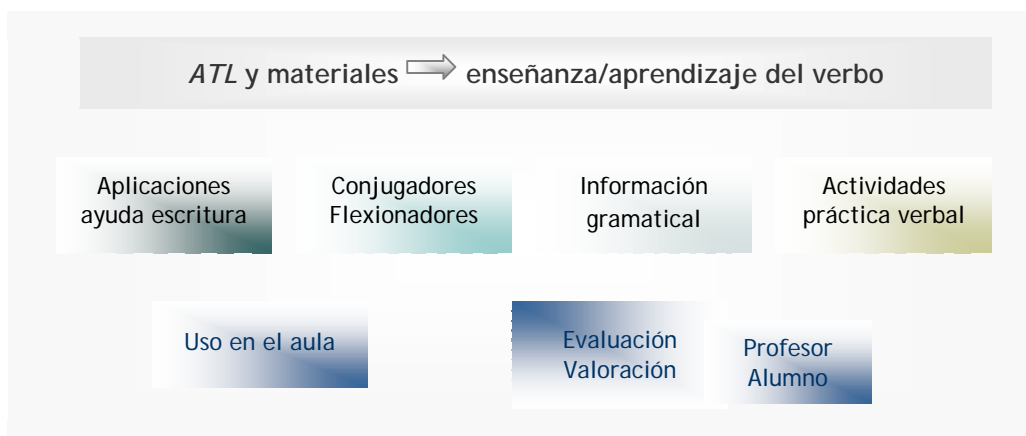 ATL y materiales ⇨ enseñanza/aprendizaje del verbo
Aplicaciones
ayuda escritura
Conjugadores
Flexionadores
Información
gramatical
Actividades
práctica verbal
Uso en el aula
Evaluación
Valoración
Profesor
Alumno